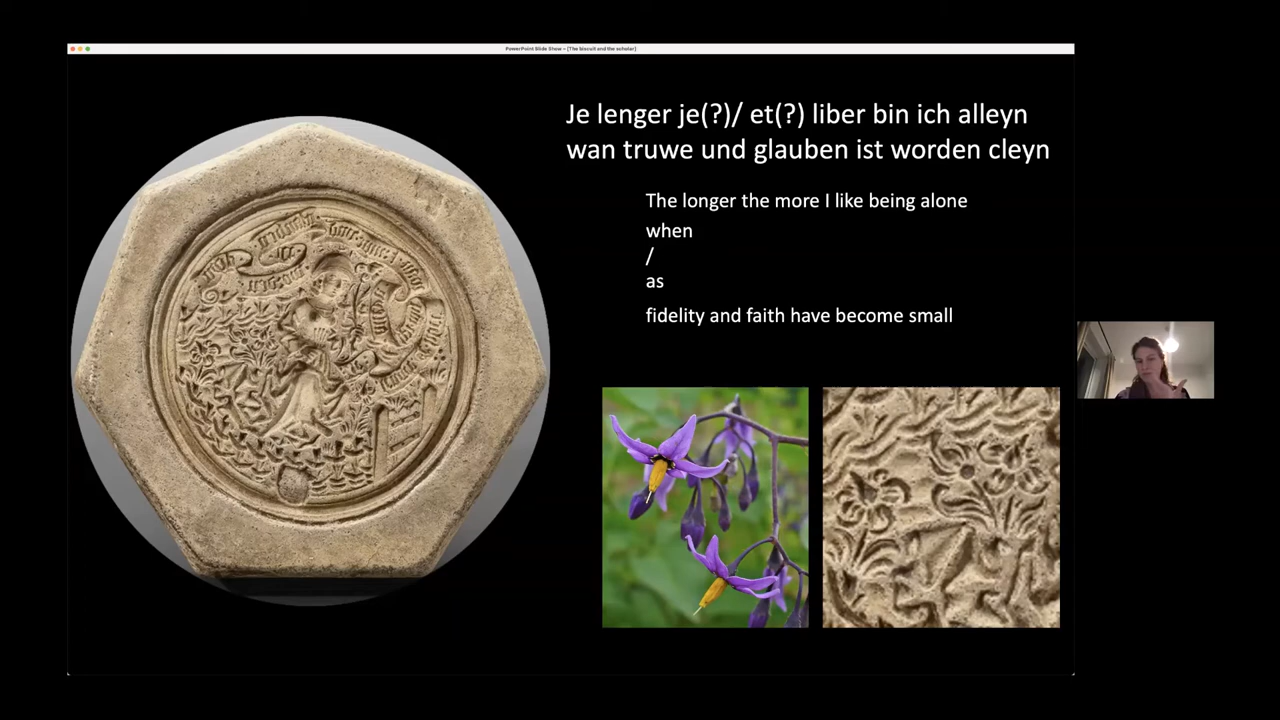 PowerPoint Slide Show - [The biscuit and the scholar]
Je lenger je(?)/ et(?) liber bin ich alleyn
wan truwe und glauben ist worden cleyn
The longer the more I like being alone
when
/
as
fidelity and faith have become small